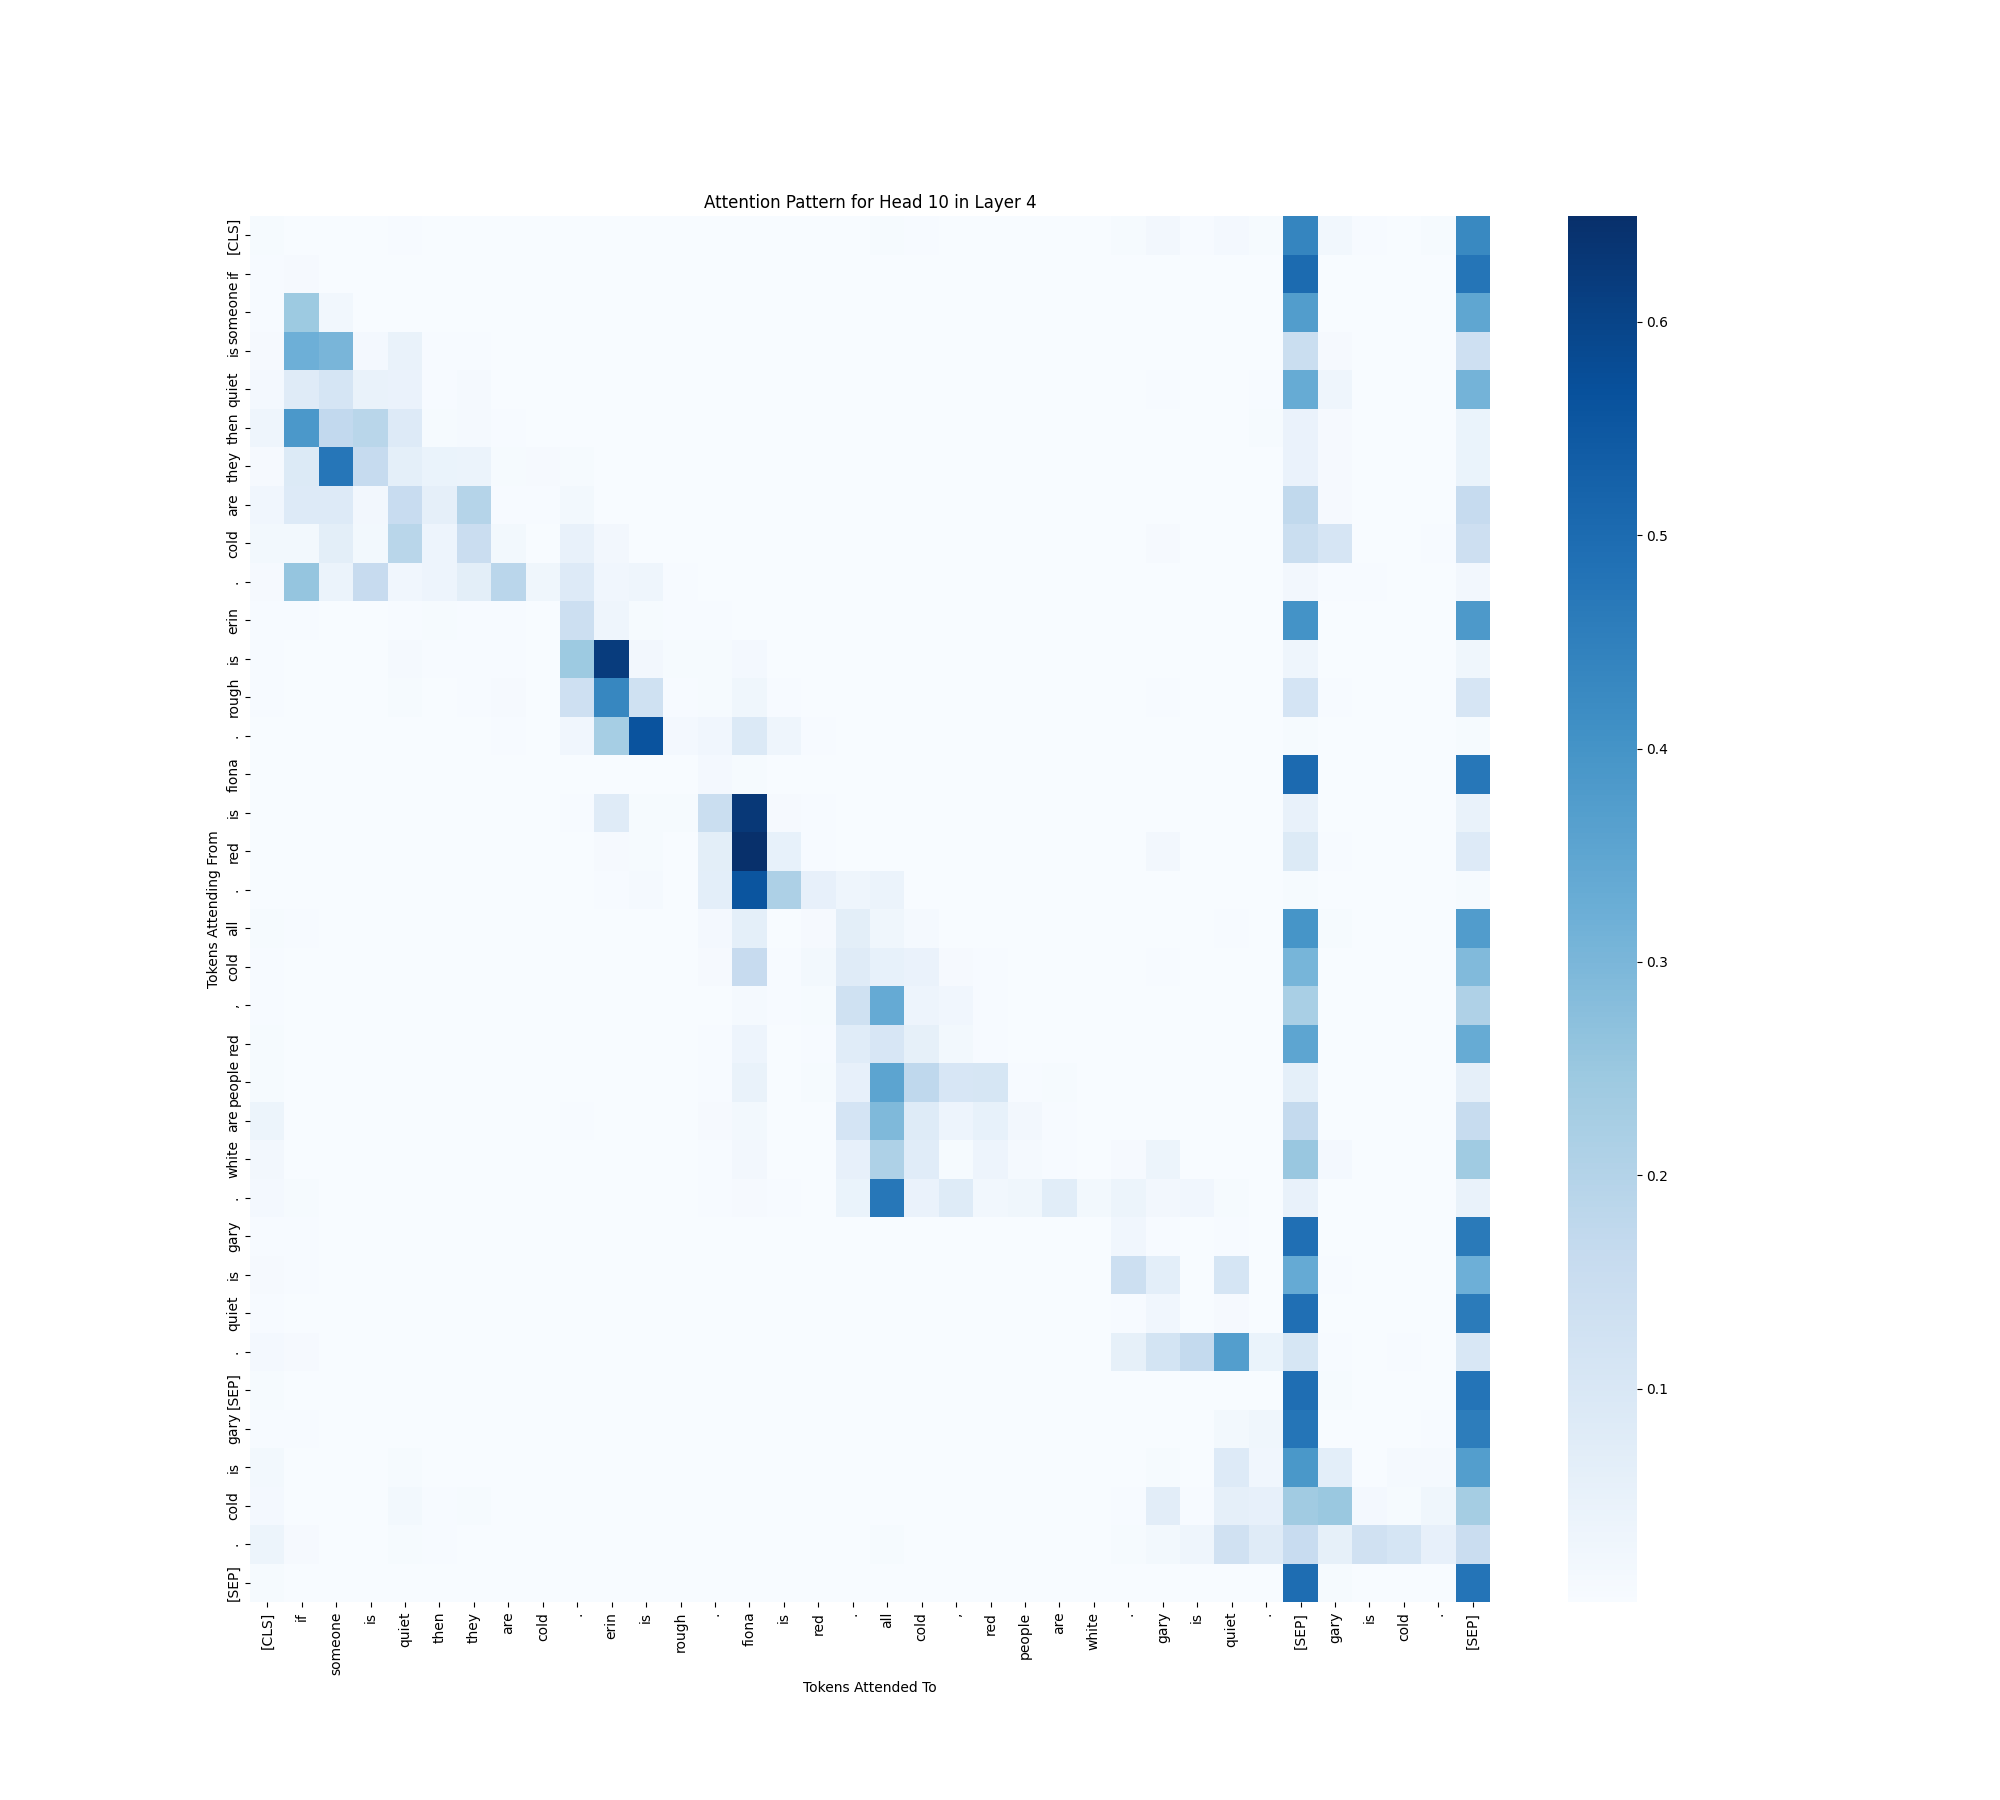 Attention Pattern for Head 10 in Layer 4
Tokens Attending From
[CLS]
if
someone
is
quiet
then
they
are
cold
.
erin
is
rough
.
fiona
is
red
.
all
cold
,
red
people
are
white
.
gary
is
quiet
.
[SEP]
gary
is
cold
.
[SEP]
[CLS] if someone is quiet then they are cold . erin is rough . fiona is red . all cold , red people are white . gary is quiet . [SEP] gary is cold . [SEP]
Tokens Attended To
0.6
0.5
0.4
0.3
0.2
0.1